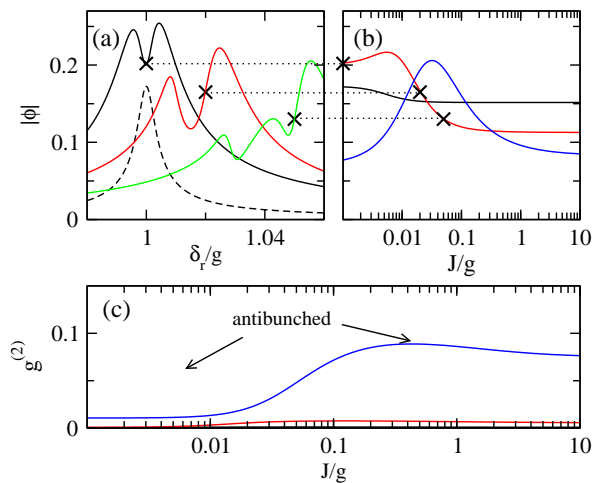 (a)
(b)
0.2
0.1
0
|ϕ|
1
1.04
δr/g
0.01
0.1
1
10
J/g
(c)
antibunched
0.1
0
g(2)
0.01
0.1
1
10
J/g